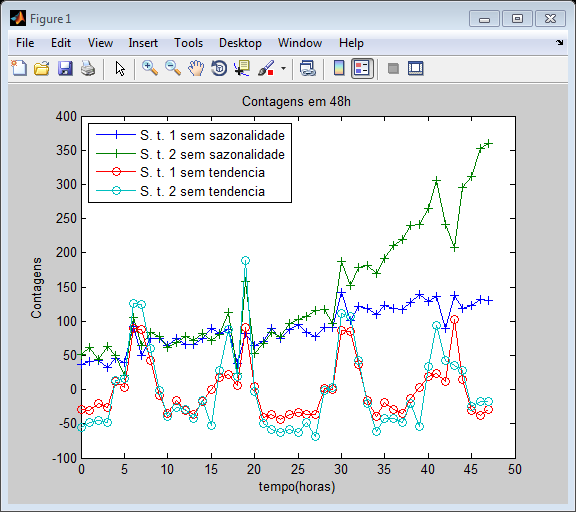 Figure 1
File Edit View Insert Tools Desktop Window Help
Contagens em 48h
S. t. 1 sem sazonalidade
S. t. 2 sem sazonalidade
S. t. 1 sem tendencia
S. t. 2 sem tendencia
400
350
300
250
200
150
100
50
0
-50
-100
Contagens
0 5 10 15 20 25 30 35 40 45 50
tempo(horas)